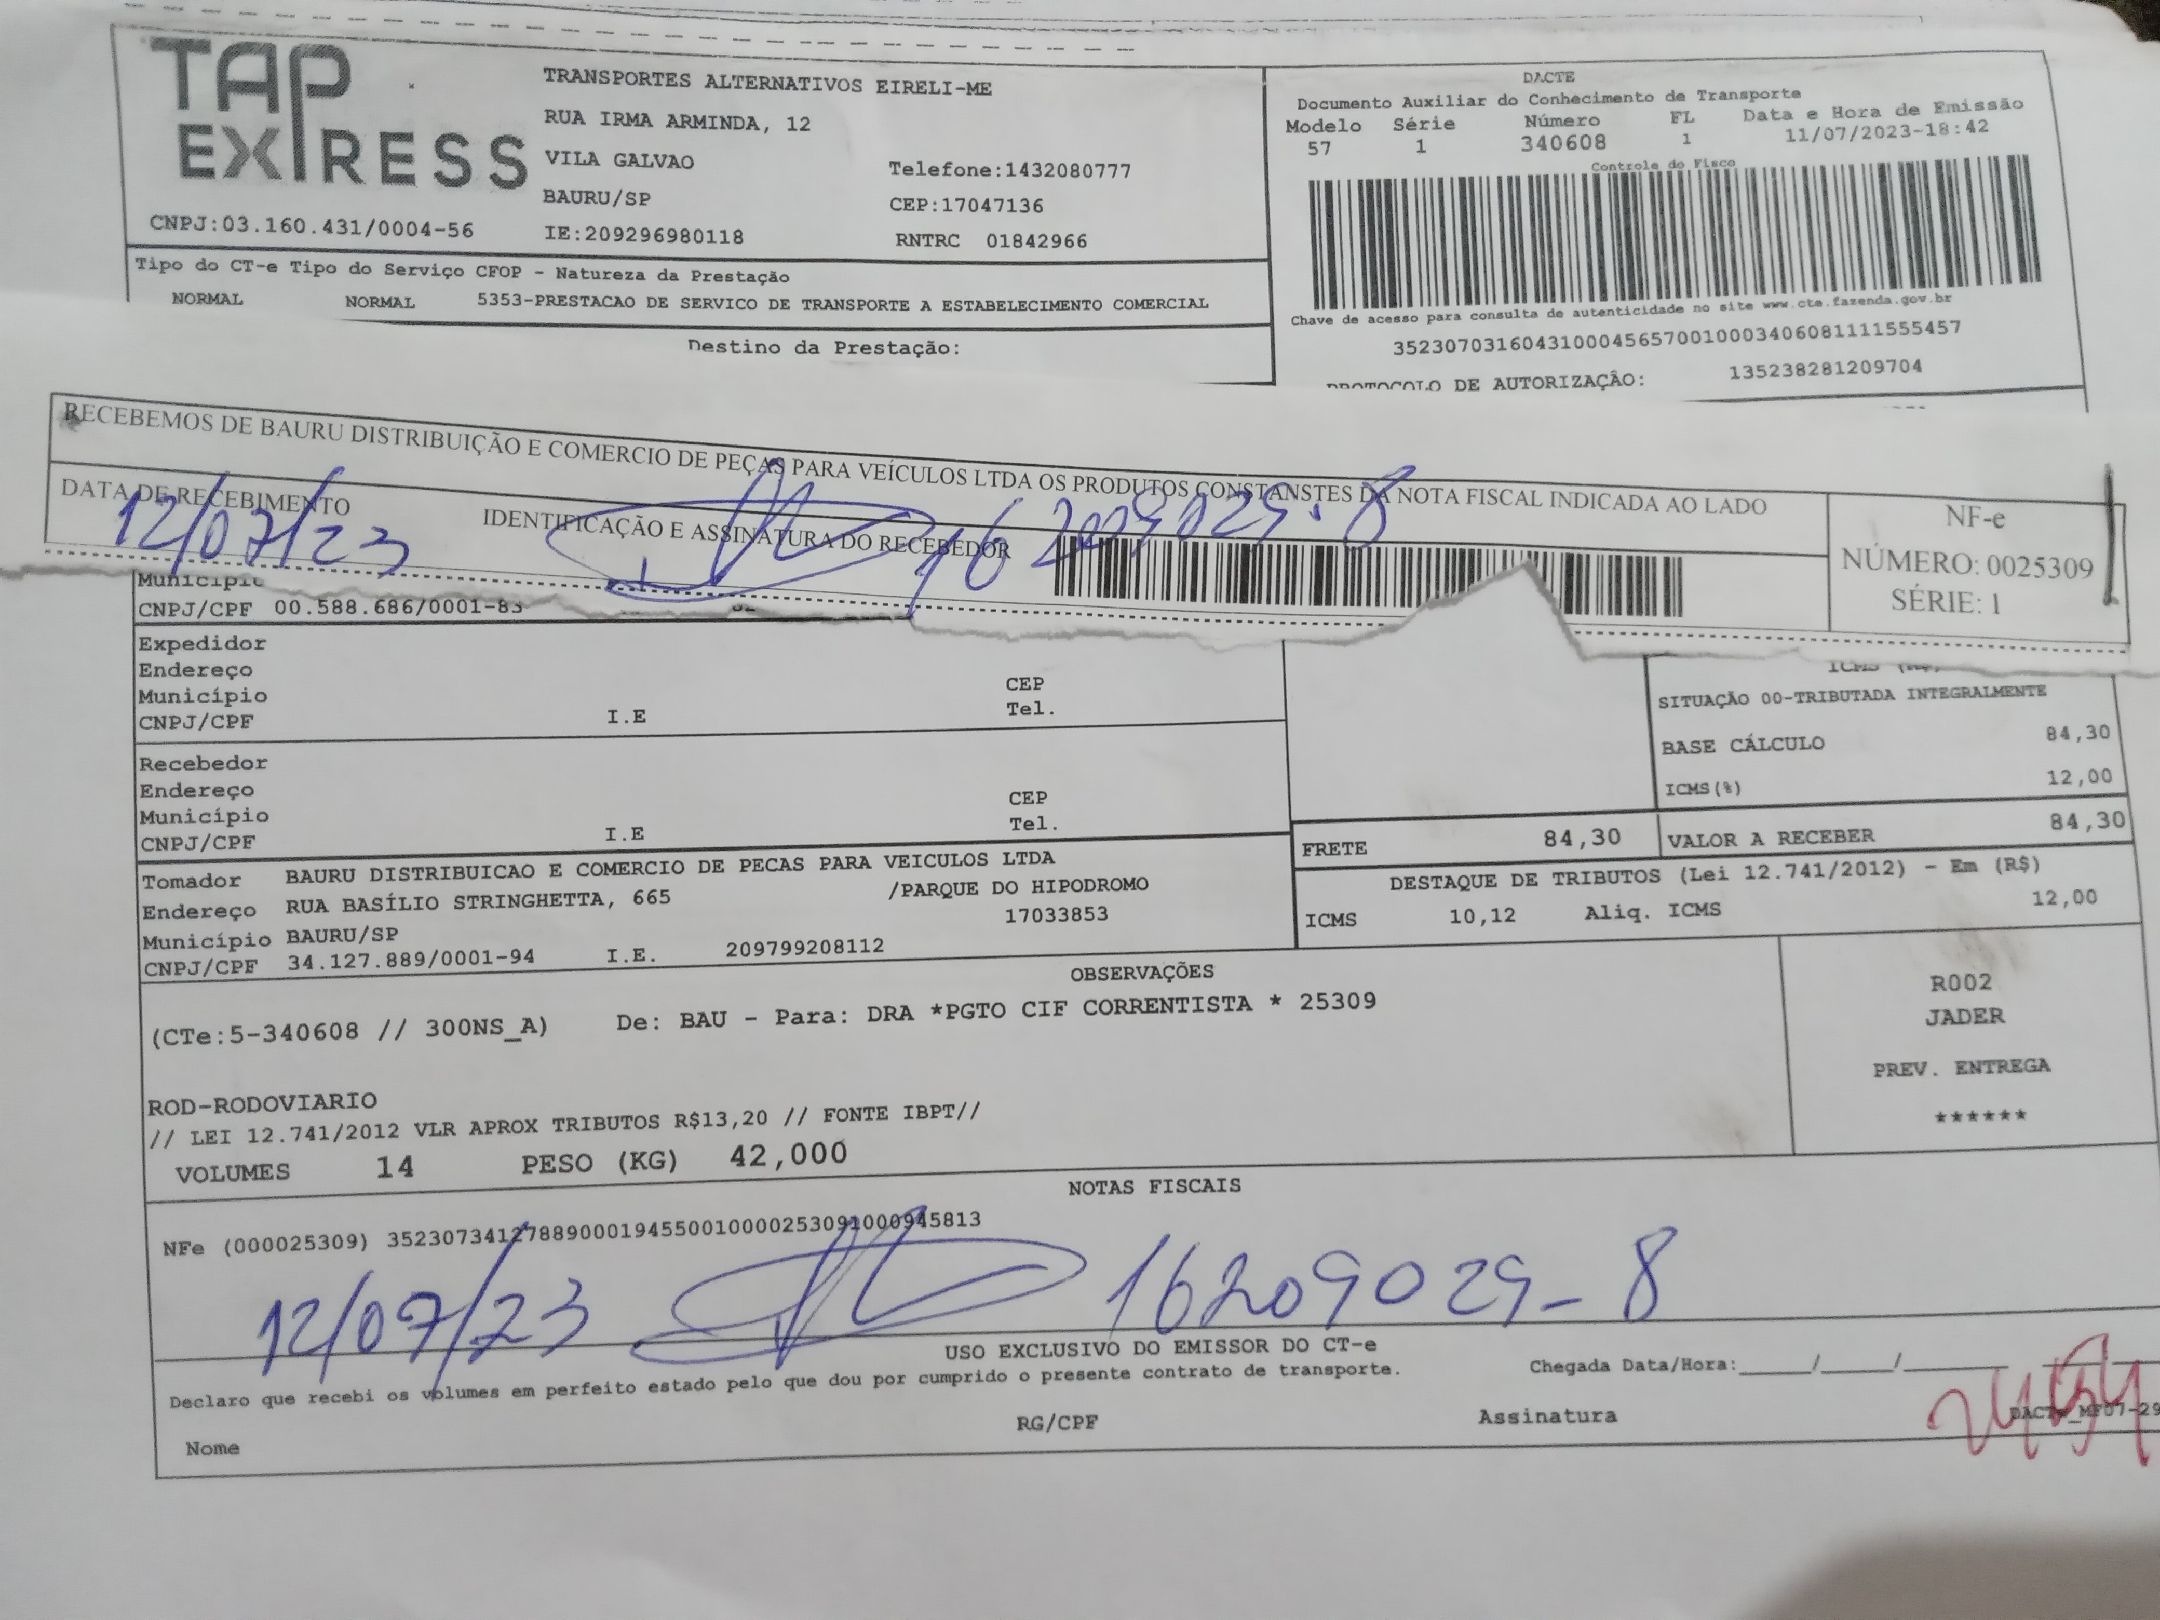 TAP EXPRESS
TRANSPORTES ALTERNATIVOS EIRELI-ME
RUA IRMA ARMINDA, 12
VILA GALVAO Telefone:1432080777
BAURU/SP CEP:17047136
CNPJ:03.160.431/0004-56 IE:209296980118 RNTRC 01842966
DACTE
Documento Auxiliar do Conhecimento de Transporte
Modelo Série Número FL Data e Hora de Emissão
57 1 340608 1 11/07/2023-18:42
Controle do Fisco
Chave de acesso para consulta de autenticidade no site www.cte.fazenda.gov.br
35230703160431000456570010003406081111555457
PROTOCOLO DE AUTORIZAÇÃO: 135238281209704
Tipo do CT-e Tipo do Serviço CFOP - Natureza da Prestação
NORMAL NORMAL 5353-PRESTACAO DE SERVICO DE TRANSPORTE A ESTABELECIMENTO COMERCIAL
Destino da Prestação:
RECEBEMOS DE BAURU DISTRIBUIÇÃO E COMERCIO DE PEÇAS PARA VEÍCULOS LTDA OS PRODUTOS CONSTANSTES DA NOTA FISCAL INDICADA AO LADO
DATA DE RECEBIMENTO IDENTIFICAÇÃO E ASSINATURA DO RECEBEDOR
12/07/23 16209029-8
NF-e
NÚMERO: 0025309
SÉRIE: 1
Município
CNPJ/CPF 00.588.686/0001-83
Expedidor
Endereço
Município CEP
CNPJ/CPF I.E Tel.
Recebedor
Endereço
Município CEP
CNPJ/CPF I.E Tel.
ICMS (R$)
SITUAÇÃO 00-TRIBUTADA INTEGRALMENTE
BASE CÁLCULO 84,30
ICMS(%) 12,00
FRETE 84,30 VALOR A RECEBER 84,30
DESTAQUE DE TRIBUTOS (Lei 12.741/2012) - Em (R$)
ICMS 10,12 Aliq. ICMS 12,00
Tomador BAURU DISTRIBUICAO E COMERCIO DE PECAS PARA VEICULOS LTDA
Endereço RUA BASÍLIO STRINGHETTA, 665 /PARQUE DO HIPODROMO
Município BAURU/SP 17033853
CNPJ/CPF 34.127.889/0001-94 I.E. 209799208112
OBSERVAÇÕES
(CTe:5-340608 // 300NS_A) De: BAU - Para: DRA *PGTO CIF CORRENTISTA * 25309
ROD-RODOVIARIO
// LEI 12.741/2012 VLR APROX TRIBUTOS R$13,20 // FONTE IBPT//
VOLUMES 14 PESO (KG) 42,000
R002
JADER
PREV. ENTREGA
******
NOTAS FISCAIS
NFe (000025309) 35230734127889000194550010000253091000945813
12/07/23 16209029-8
USO EXCLUSIVO DO EMISSOR DO CT-e
Declaro que recebi os volumes em perfeito estado pelo que dou por cumprido o presente contrato de transporte. Chegada Data/Hora:_____/_____/_____
Nome RG/CPF Assinatura